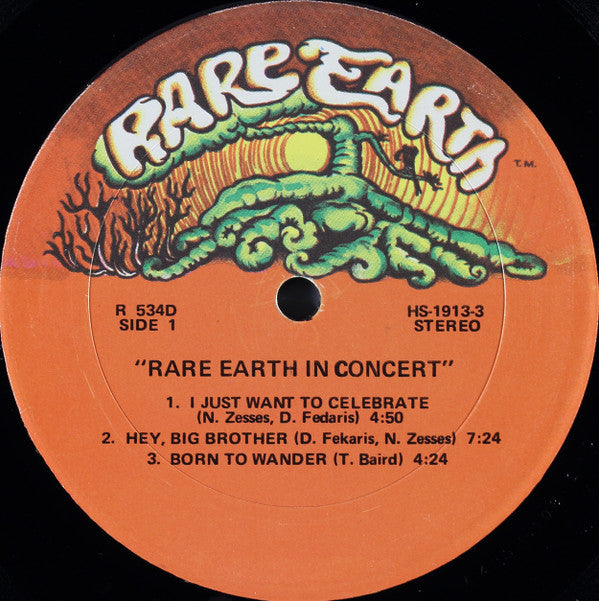 RARE EARTH
T.M.
R 534D
SIDE 1
HS-1913-3
STEREO
"RARE EARTH IN CONCERT"
1. I JUST WANT TO CELEBRATE
(N. Zesses, D. Fedaris) 4:50
2. HEY, BIG BROTHER (D. Fekaris, N. Zesses) 7:24
3. BORN TO WANDER (T. Baird) 4:24